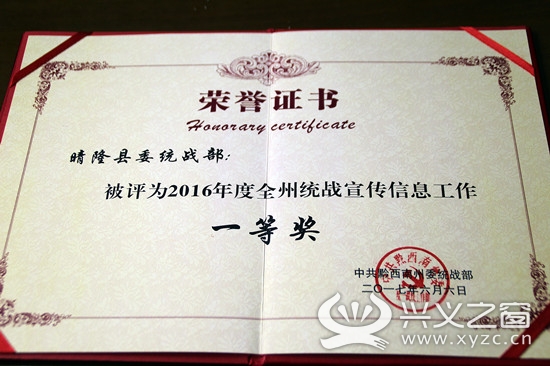 荣誉证书
Honorary certificate
晴隆县委统战部:
被评为2016年度全州统战宣传信息工作
一等奖
中共黔西南州委统战部
二〇一七年六月六日
兴义之窗
www.xyzc.cn